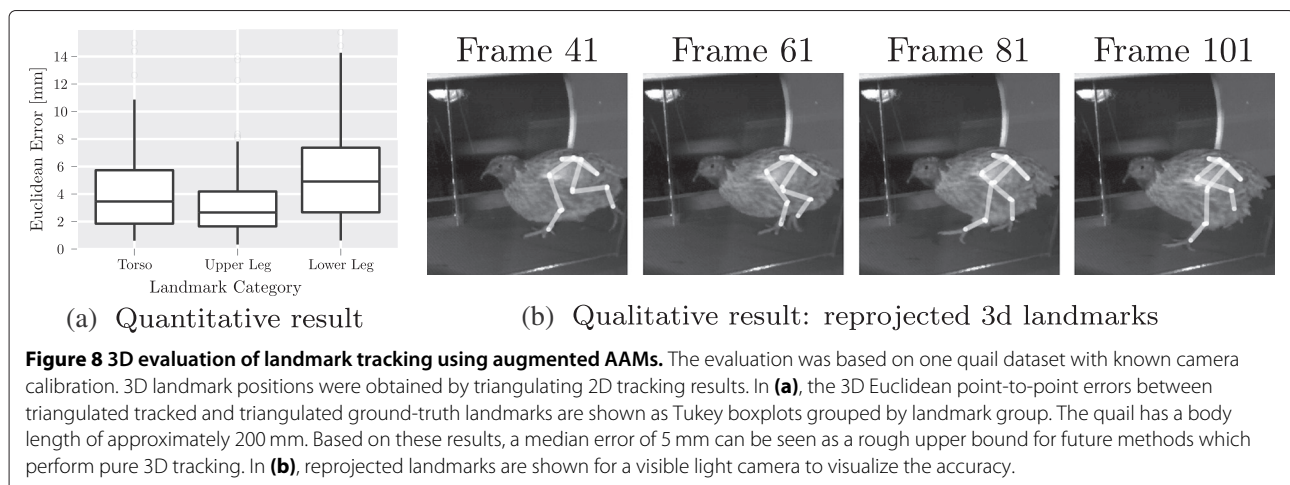 14
12
10
8
6
4
2
0
Euclidean Error [mm]
Torso Upper Leg Lower Leg
Landmark Category
(a) Quantitative result
Frame 41 Frame 61 Frame 81 Frame 101
(b) Qualitative result: reprojected 3d landmarks
Figure 8 3D evaluation of landmark tracking using augmented AAMs. The evaluation was based on one quail dataset with known camera
calibration. 3D landmark positions were obtained by triangulating 2D tracking results. In (a), the 3D Euclidean point-to-point errors between
triangulated tracked and triangulated ground-truth landmarks are shown as Tukey boxplots grouped by landmark group. The quail has a body
length of approximately 200 mm. Based on these results, a median error of 5 mm can be seen as a rough upper bound for future methods which
perform pure 3D tracking. In (b), reprojected landmarks are shown for a visible light camera to visualize the accuracy.